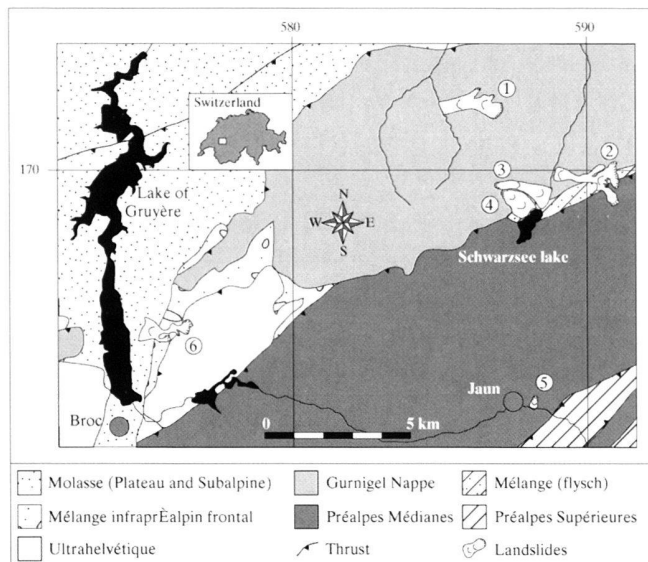 580
590
Switzerland
1
2
170
3
Lake of
Gruyère
4
N
W E
S
Schwarzsee lake
6
Jaun
5
Broc
0 5 km
Molasse (Plateau and Subalpine)
Gurnigel Nappe
Mélange (flysch)
Mélange infraprÈalpin frontal
Préalpes Médianes
Préalpes Supérieures
Ultrahelvétique
Thrust
Landslides